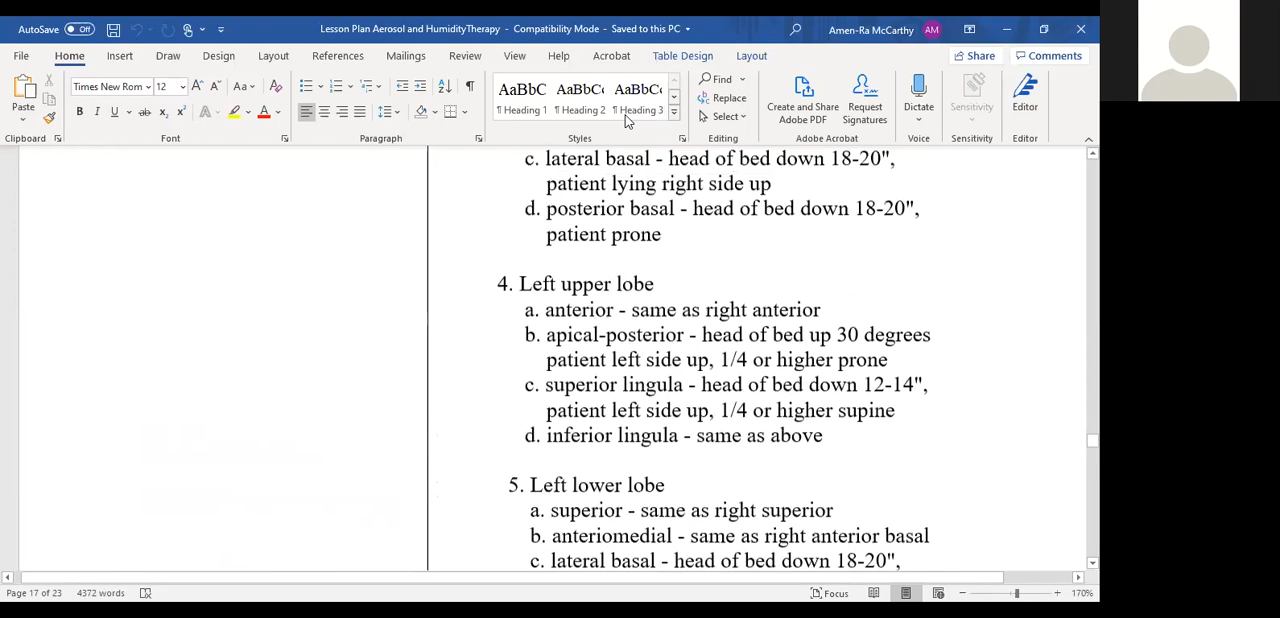 AutoSave Off Lesson Plan Aerosol and HumidityTherapy - Compatibility Mode - Saved to this PC Amen-Ra McCarthy AM
File Home Insert Draw Design Layout References Mailings Review View Help Acrobat Table Design Layout Share Comments
Paste Times New Rom 12 A A Aa A
B I U ab x₂ x² A A
AaBbC AaBbCc AaBbCc
¶ Heading 1 ¶ Heading 2 ¶ Heading 3
Find
Replace
Select
Create and Share Adobe PDF
Request Signatures
Dictate
Sensitivity
Editor
Clipboard Font Paragraph Styles Editing Adobe Acrobat Voice Sensitivity Editor
c. lateral basal - head of bed down 18-20",
patient lying right side up
d. posterior basal - head of bed down 18-20",
patient prone
4. Left upper lobe
a. anterior - same as right anterior
b. apical-posterior - head of bed up 30 degrees
patient left side up, 1/4 or higher prone
c. superior lingula - head of bed down 12-14",
patient left side up, 1/4 or higher supine
d. inferior lingula - same as above
5. Left lower lobe
a. superior - same as right superior
b. anteriomedial - same as right anterior basal
c. lateral basal - head of bed down 18-20",
Page 17 of 23 4372 words Focus 170%